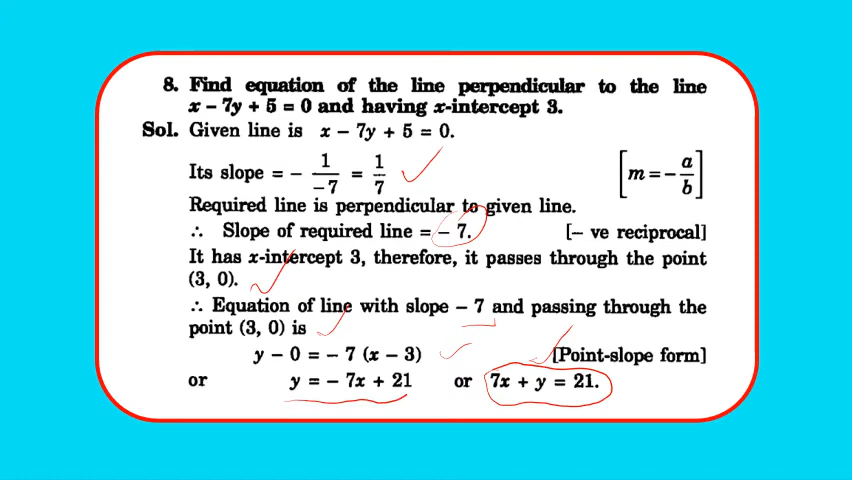 8. Find equation of the line perpendicular to the line
x – 7y + 5 = 0 and having x-intercept 3.
Sol. Given line is x – 7y + 5 = 0.
Its slope = – 1/–7 = 1/7 [m = – a/b]
Required line is perpendicular to given line.
∴ Slope of required line = – 7. [– ve reciprocal]
It has x-intercept 3, therefore, it passes through the point
(3, 0).
∴ Equation of line with slope – 7 and passing through the
point (3, 0) is
y – 0 = – 7 (x – 3) [Point-slope form]
or y = – 7x + 21 or 7x + y = 21.